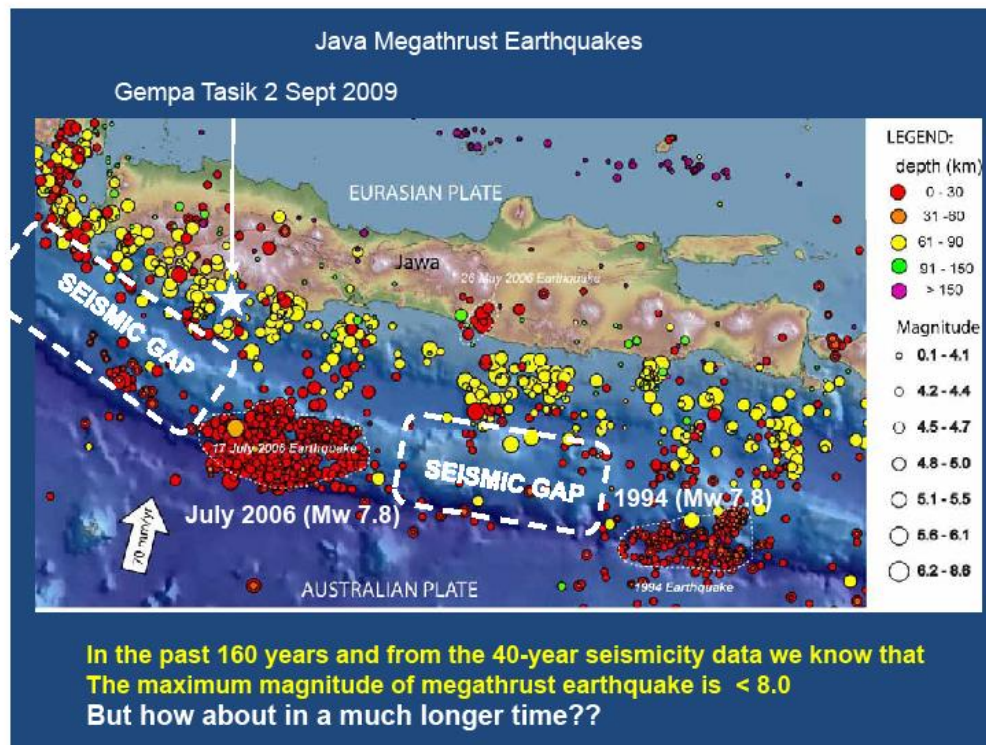 Java Megathrust Earthquakes
Gempa Tasik 2 Sept 2009
EURASIAN PLATE
Jawa
26 May 2006 Earthquake
SEISMIC GAP
17 July 2006 Earthquake
July 2006 (Mw 7.8)
SEISMIC GAP
1994 (Mw 7.8)
1994 Earthquake
70 mm/yr
AUSTRALIAN PLATE
LEGEND:
depth (km)
0 - 30
31 - 60
61 - 90
91 - 150
> 150
Magnitude
0.1 - 4.1
4.2 - 4.4
4.5 - 4.7
4.8 - 5.0
5.1 - 5.5
5.6 - 6.1
6.2 - 8.6
In the past 160 years and from the 40-year seismicity data we know that
The maximum magnitude of megathrust earthquake is < 8.0
But how about in a much longer time??